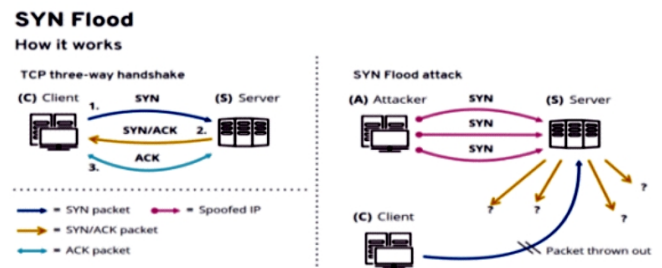 SYN Flood
How it works
TCP three-way handshake
(C) Client
(S) Server
1.
SYN
SYN/ACK
2.
ACK
3.
= SYN packet
= Spoofed IP
= SYN/ACK packet
= ACK packet
SYN Flood attack
(A) Attacker
(S) Server
SYN
SYN
SYN
?
?
?
?
(C) Client
Packet thrown out